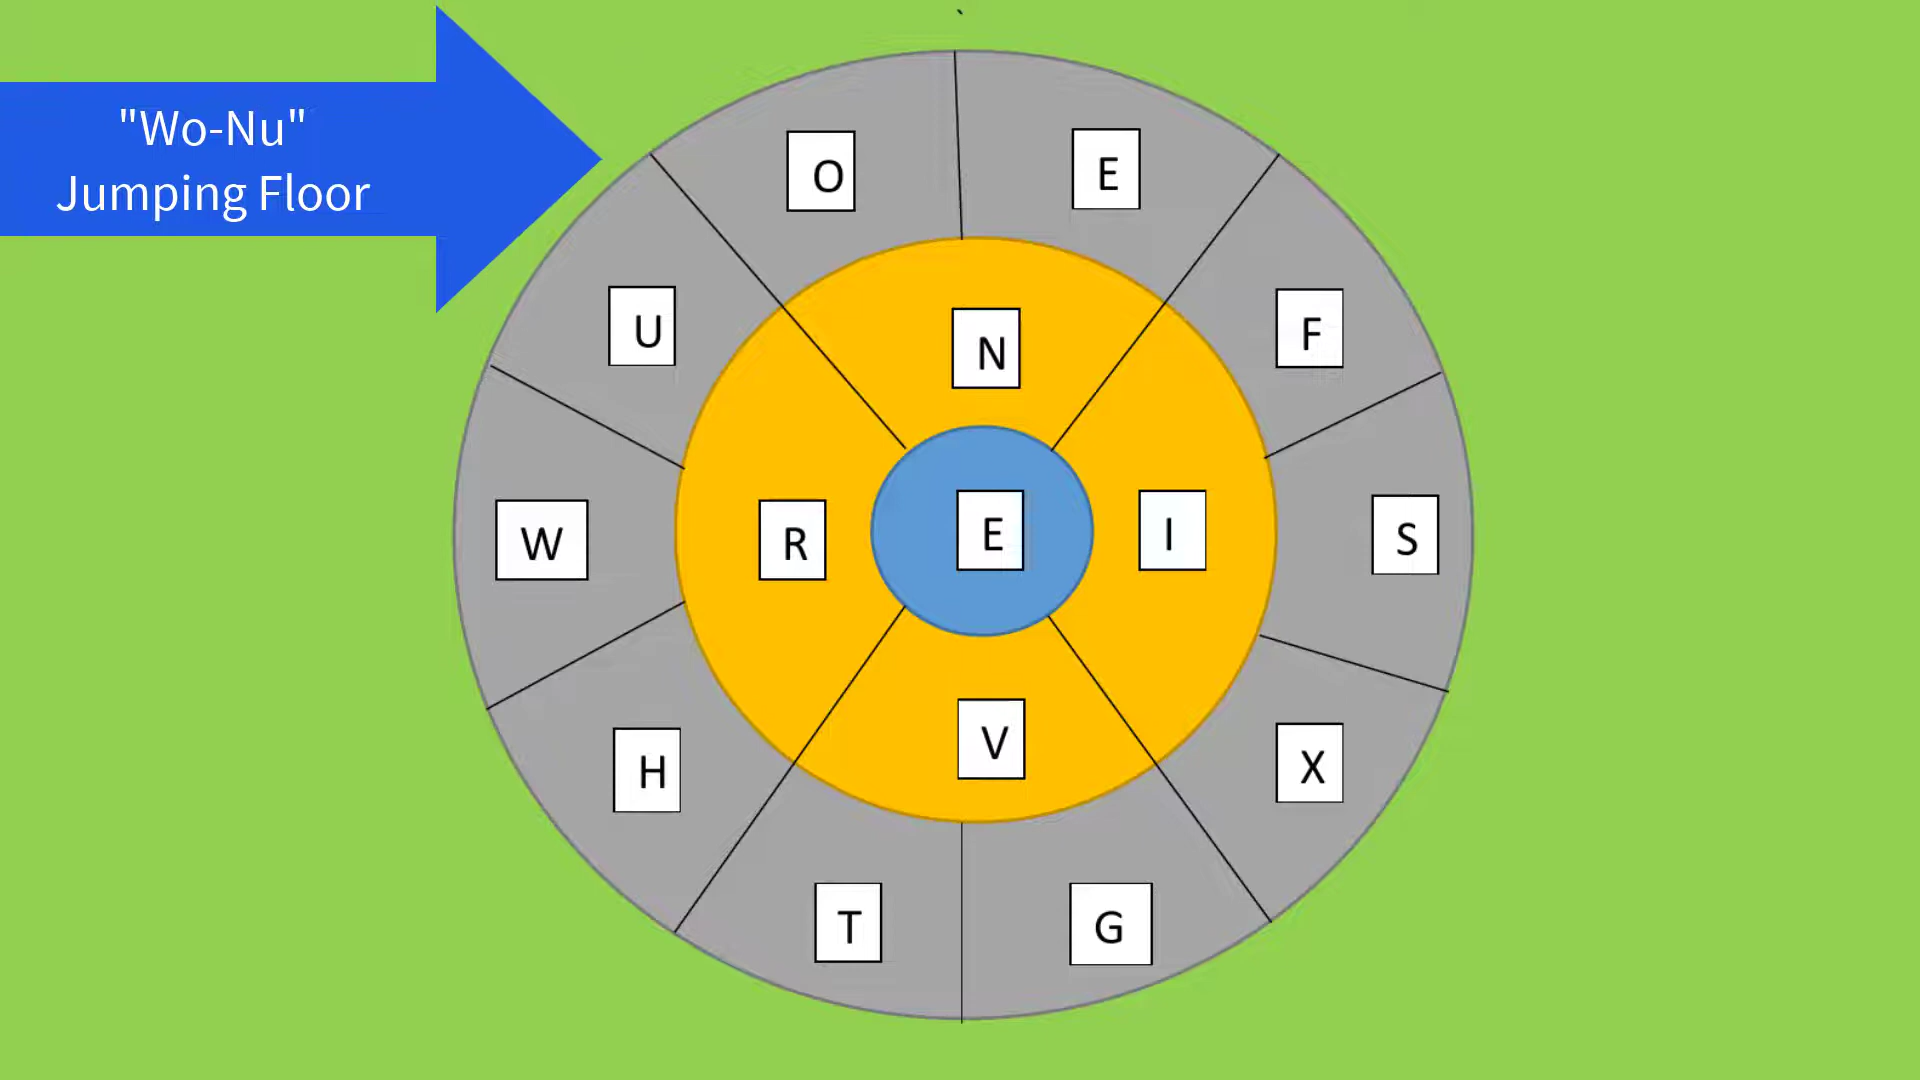 "Wo-Nu"
Jumping Floor
O E
U F
N
W R E I S
V
H X
T G